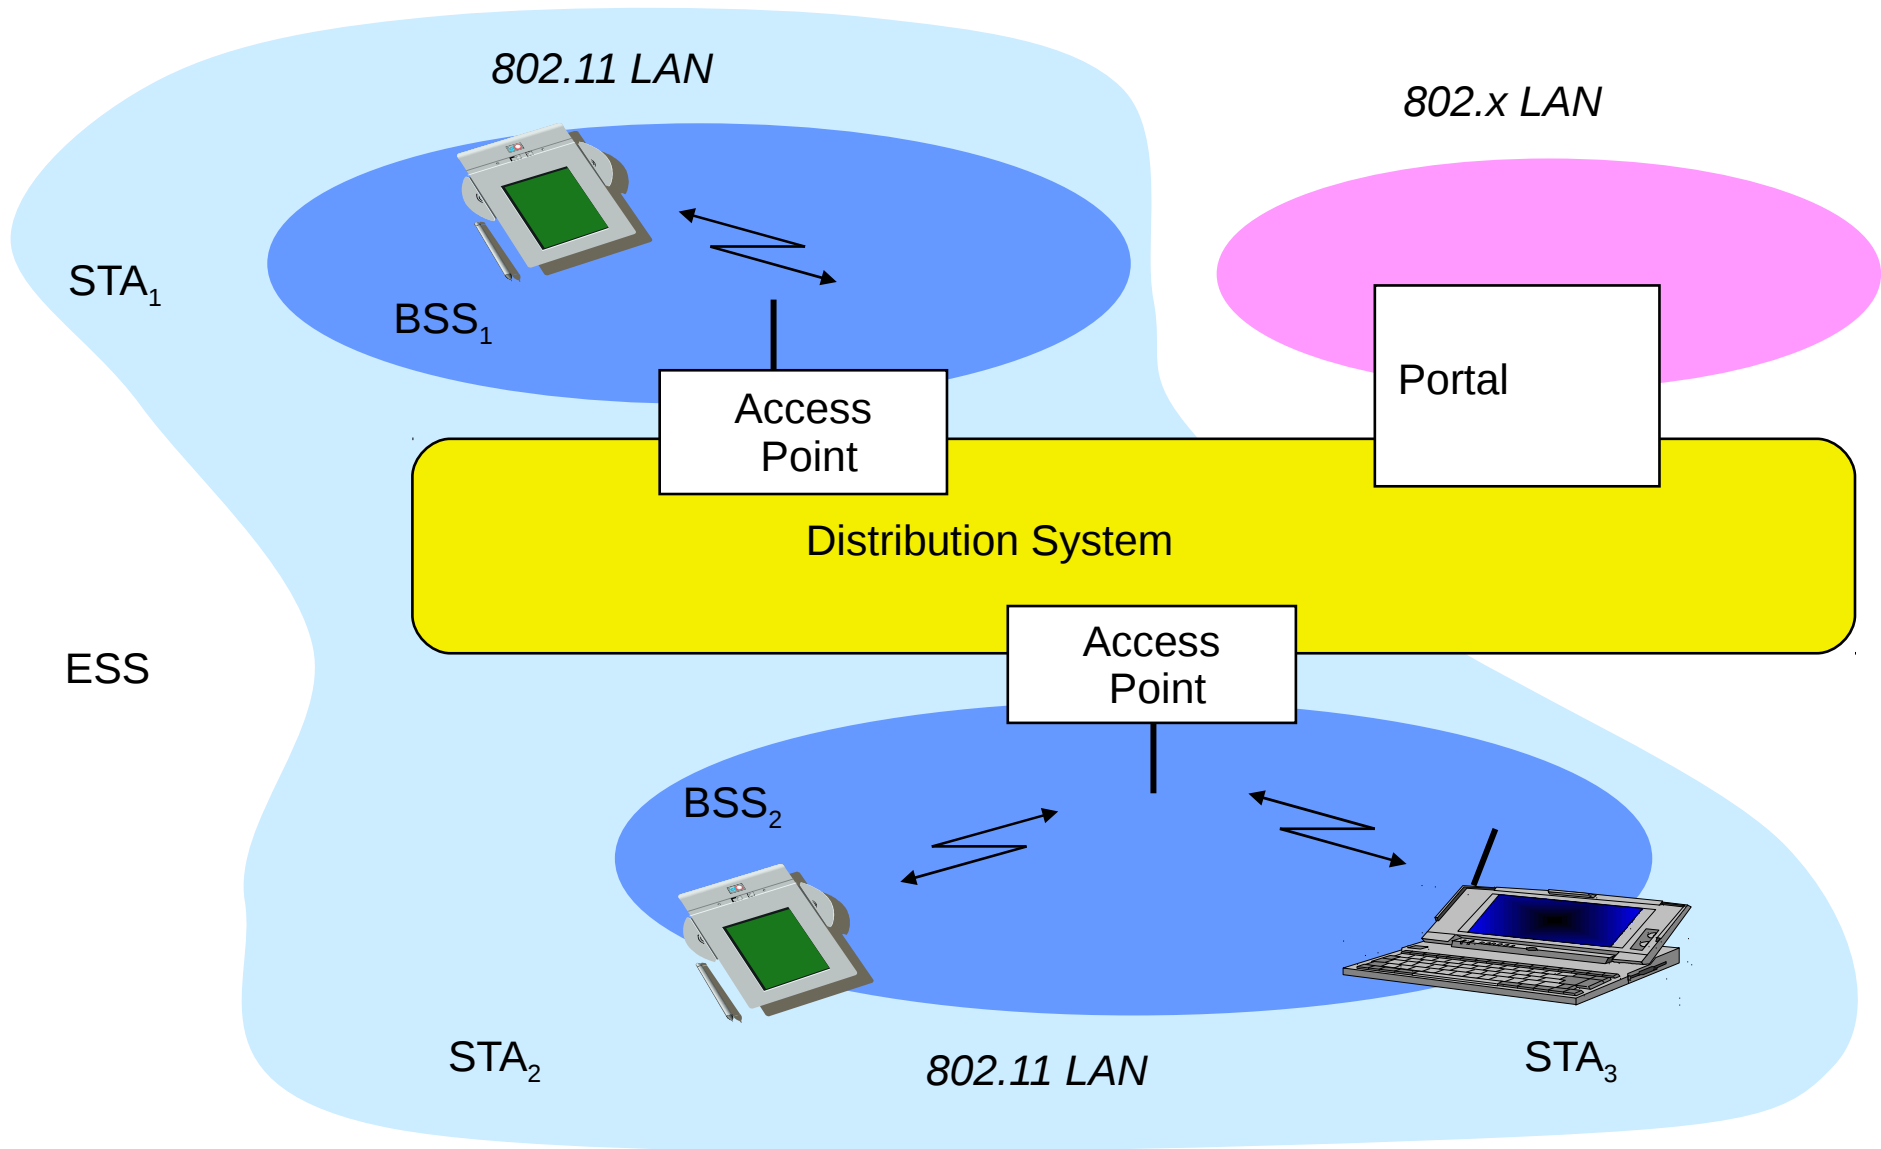 802.11 LAN
802.x LAN
STA1
BSS1
Portal
Access
Point
Distribution System
Access
Point
ESS
BSS2
STA2
802.11 LAN
STA3